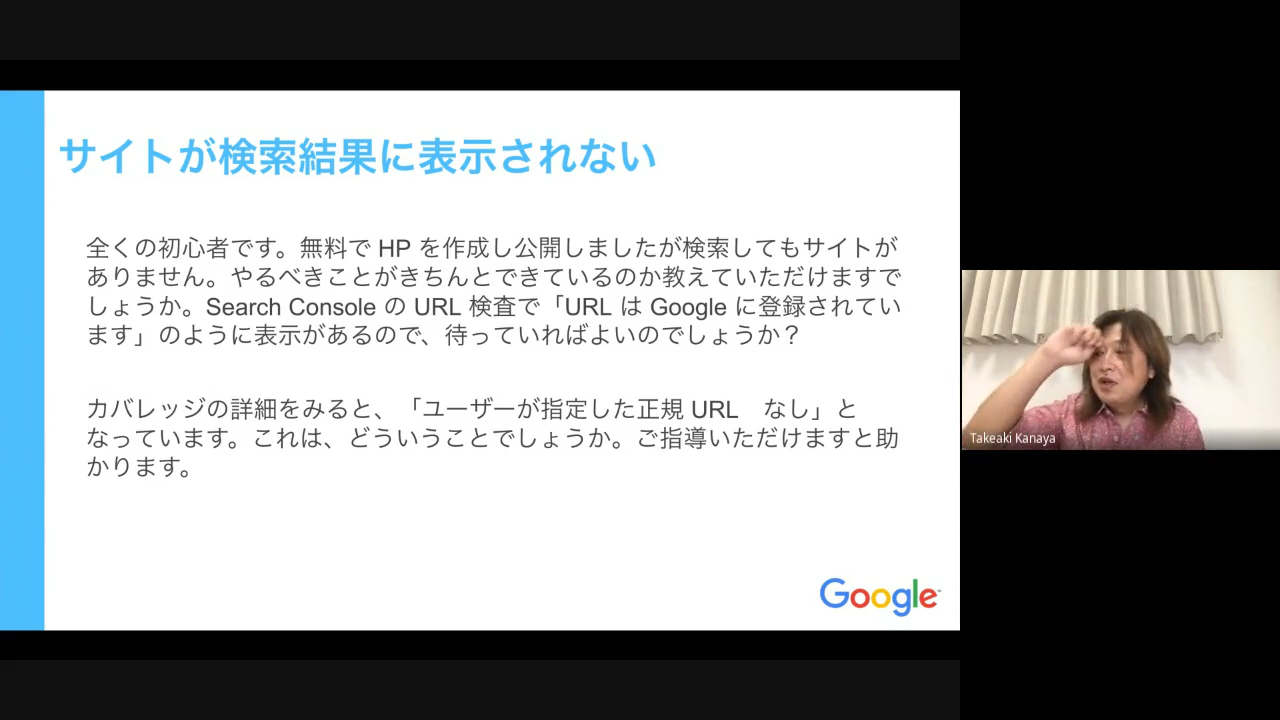 サイトが検索結果に表示されない
全くの初心者です。無料で HP を作成し公開しましたが検索してもサイトが
ありません。やるべきことがきちんとできているのか教えていただけますで
しょうか。Search Console の URL 検査で「URL は Google に登録されてい
ます」のように表示があるので、待っていればよいのでしょうか？
カバレッジの詳細をみると、「ユーザーが指定した正規 URL　なし」と
なっています。これは、どういうことでしょうか。ご指導いただけますと助
かります。
Google
Takeaki Kanaya